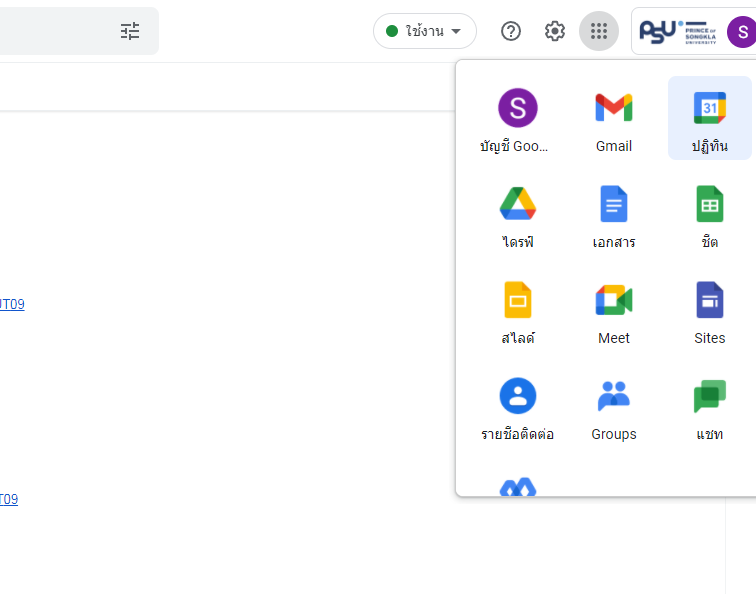 ใช้งาน
PSU PRINCE OF
SONGKLA
UNIVERSITY
S
S
31
บัญชี Goo...
Gmail
ปฏิทิน
ไดรฟ์
เอกสาร
ชีต
T09
สไลด์
Meet
Sites
รายชื่อติดต่อ
Groups
แชท
T09